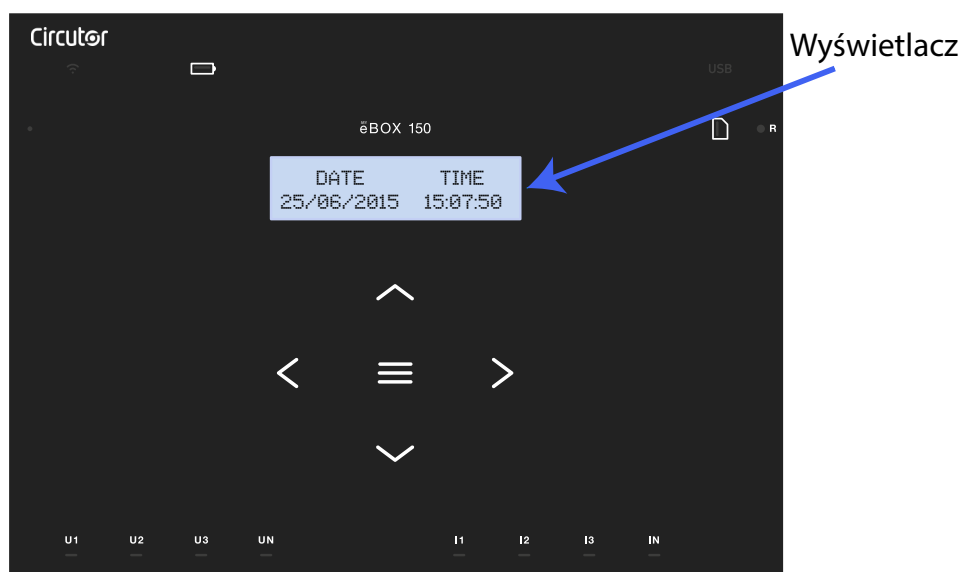 Circutor
Wyświetlacz
USB
ëBOX 150
R
DATE TIME
25/06/2015 15:07:50
U1 U2 U3 UN I1 I2 I3 IN